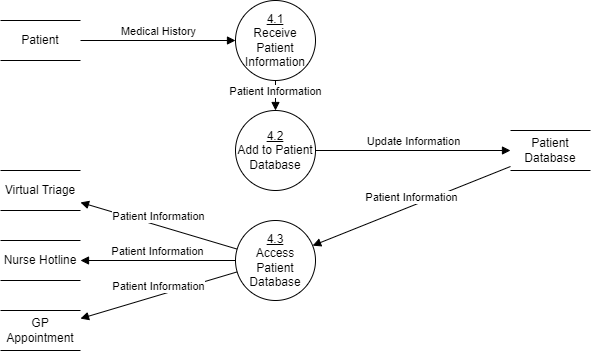 4.1
Receive
Patient
Information
Patient
Medical History
Patient Information
4.2
Add to Patient
Database
Update Information
Patient
Database
Patient Information
Virtual Triage
Patient Information
4.3
Access
Patient
Database
Nurse Hotline
Patient Information
Patient Information
GP
Appointment